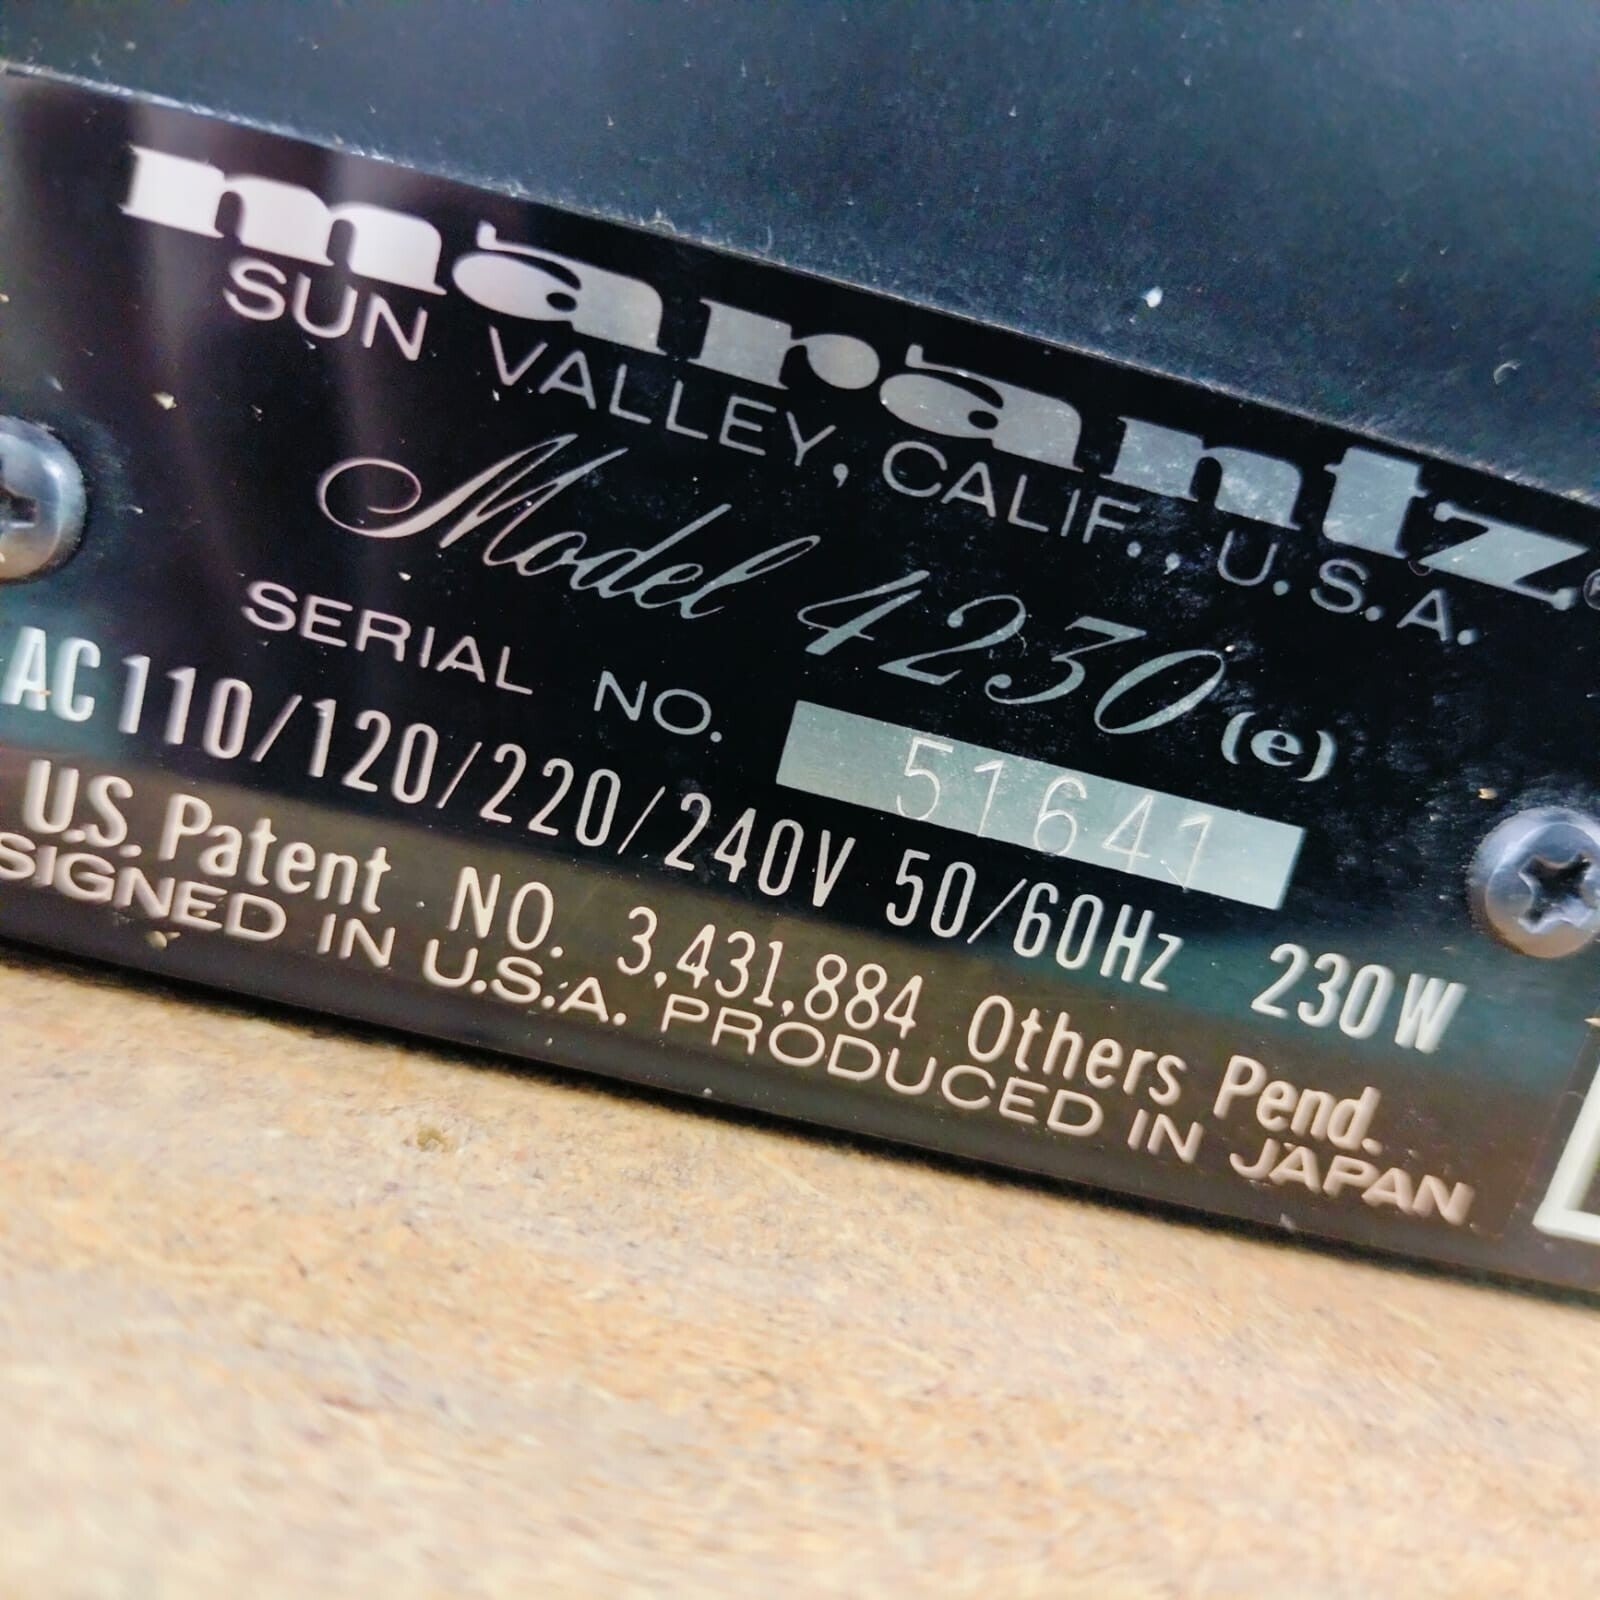 marantz.
SUN VALLEY, CALIF., U.S.A.
Model 4230 (e)
SERIAL NO. 51641
AC 110/120/220/240V 50/60Hz 230W
U.S. Patent NO. 3,431,884 Others Pend.
SIGNED IN U.S.A. PRODUCED IN JAPAN